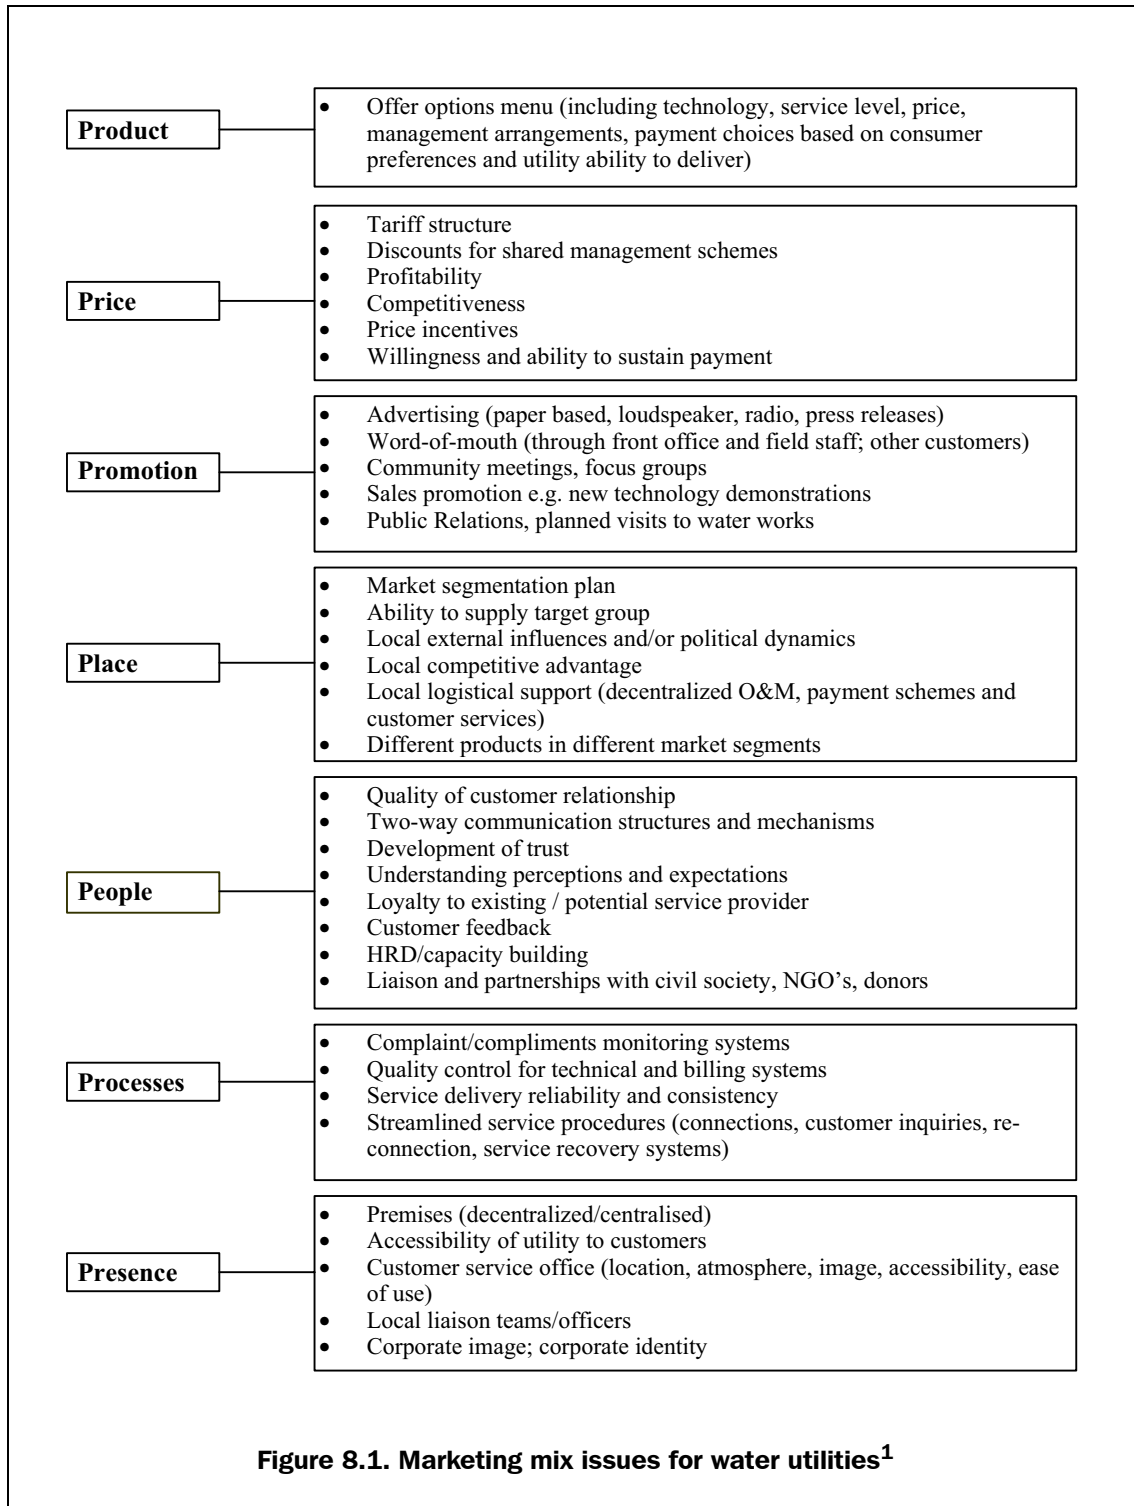 Product
• Offer options menu (including technology, service level, price,
management arrangements, payment choices based on consumer
preferences and utility ability to deliver)
Price
• Tariff structure
• Discounts for shared management schemes
• Profitability
• Competitiveness
• Price incentives
• Willingness and ability to sustain payment
Promotion
• Advertising (paper based, loudspeaker, radio, press releases)
• Word-of-mouth (through front office and field staff; other customers)
• Community meetings, focus groups
• Sales promotion e.g. new technology demonstrations
• Public Relations, planned visits to water works
Place
• Market segmentation plan
• Ability to supply target group
• Local external influences and/or political dynamics
• Local competitive advantage
• Local logistical support (decentralized O&M, payment schemes and
customer services)
• Different products in different market segments
People
• Quality of customer relationship
• Two-way communication structures and mechanisms
• Development of trust
• Understanding perceptions and expectations
• Loyalty to existing / potential service provider
• Customer feedback
• HRD/capacity building
• Liaison and partnerships with civil society, NGO's, donors
Processes
• Complaint/compliments monitoring systems
• Quality control for technical and billing systems
• Service delivery reliability and consistency
• Streamlined service procedures (connections, customer inquiries, re-
connection, service recovery systems)
Presence
• Premises (decentralized/centralised)
• Accessibility of utility to customers
• Customer service office (location, atmosphere, image, accessibility, ease
of use)
• Local liaison teams/officers
• Corporate image; corporate identity
Figure 8.1. Marketing mix issues for water utilities1